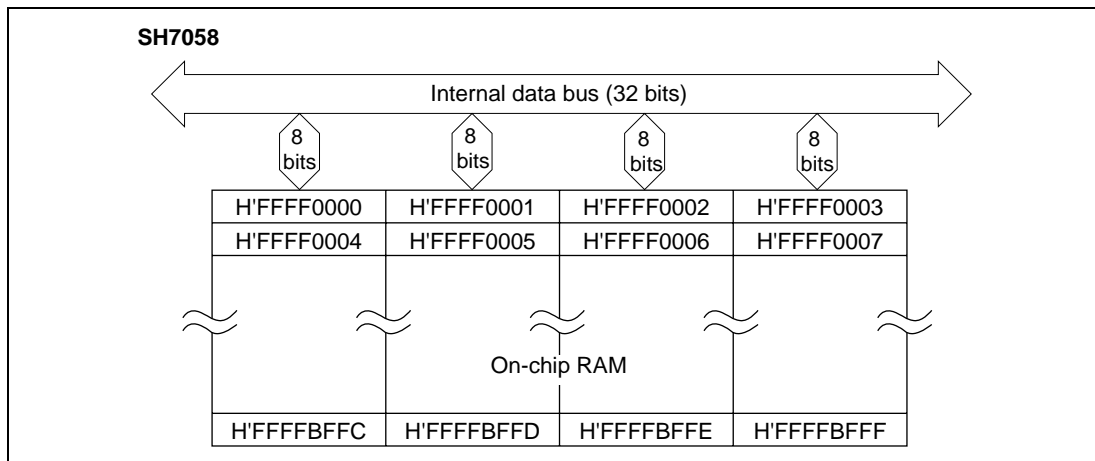 SH7058
Internal data bus (32 bits)
8 bits
8 bits
8 bits
8 bits
H'FFFF0000 H'FFFF0001 H'FFFF0002 H'FFFF0003
H'FFFF0004 H'FFFF0005 H'FFFF0006 H'FFFF0007
On-chip RAM
H'FFFFBFFC H'FFFFBFFD H'FFFFBFFE H'FFFFBFFF